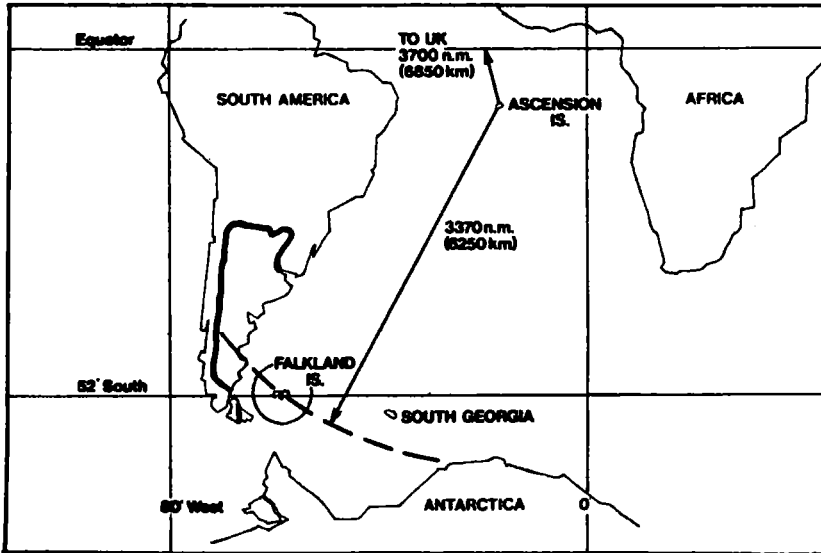 Equator
TO UK
3700 n.m.
(6850 km)
SOUTH AMERICA
ASCENSION
IS.
AFRICA
3370 n.m.
(6250 km)
FALKLAND
IS.
52° South
SOUTH GEORGIA
80° West
ANTARCTICA
0°